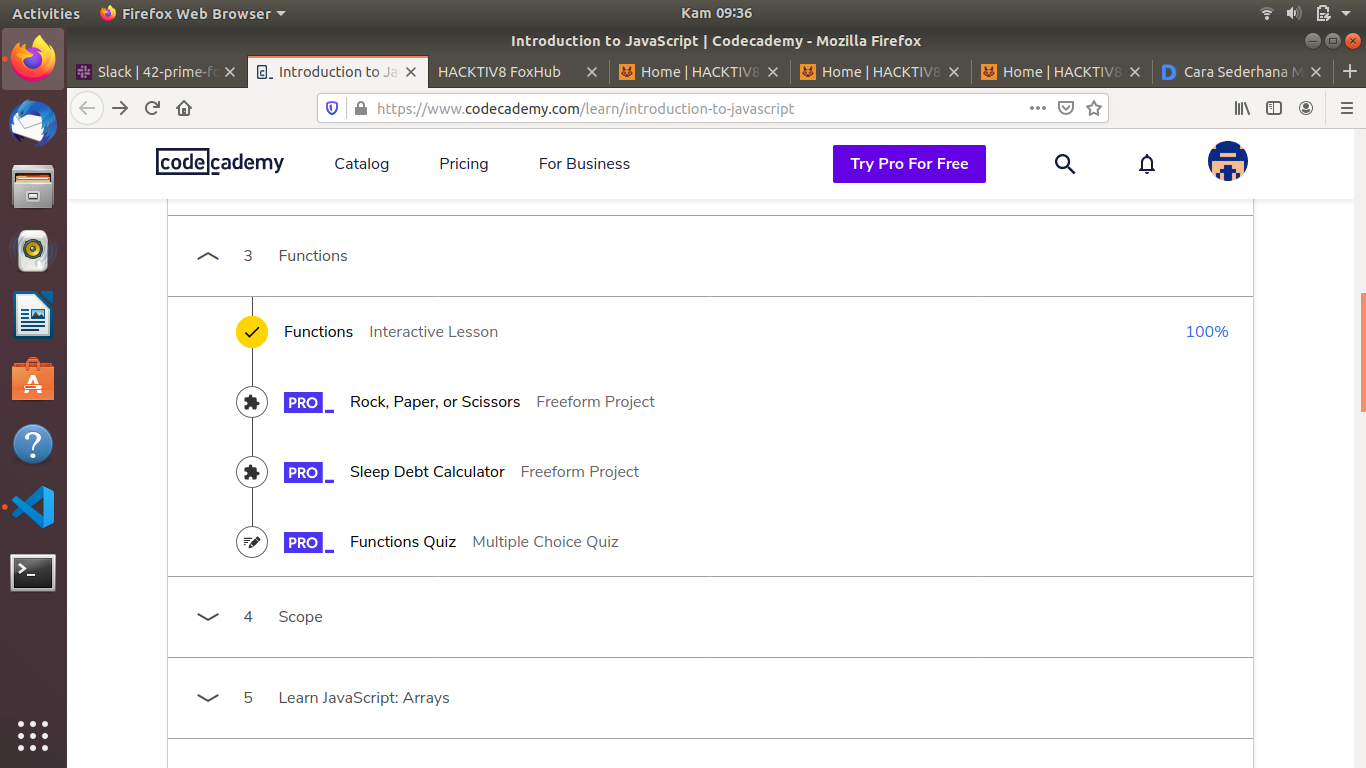 Activities Firefox Web Browser Kam 09:36
Introduction to JavaScript | Codecademy - Mozilla Firefox
Slack | 42-prime-fo Introduction to Ja HACKTIV8 FoxHub Home | HACKTIV8 Home | HACKTIV8 Home | HACKTIV8 Cara Sederhana M
https://www.codecademy.com/learn/introduction-to-javascript
codecademy Catalog Pricing For Business Try Pro For Free
3 Functions
Functions Interactive Lesson 100%
PRO Rock, Paper, or Scissors Freeform Project
PRO Sleep Debt Calculator Freeform Project
PRO Functions Quiz Multiple Choice Quiz
4 Scope
5 Learn JavaScript: Arrays